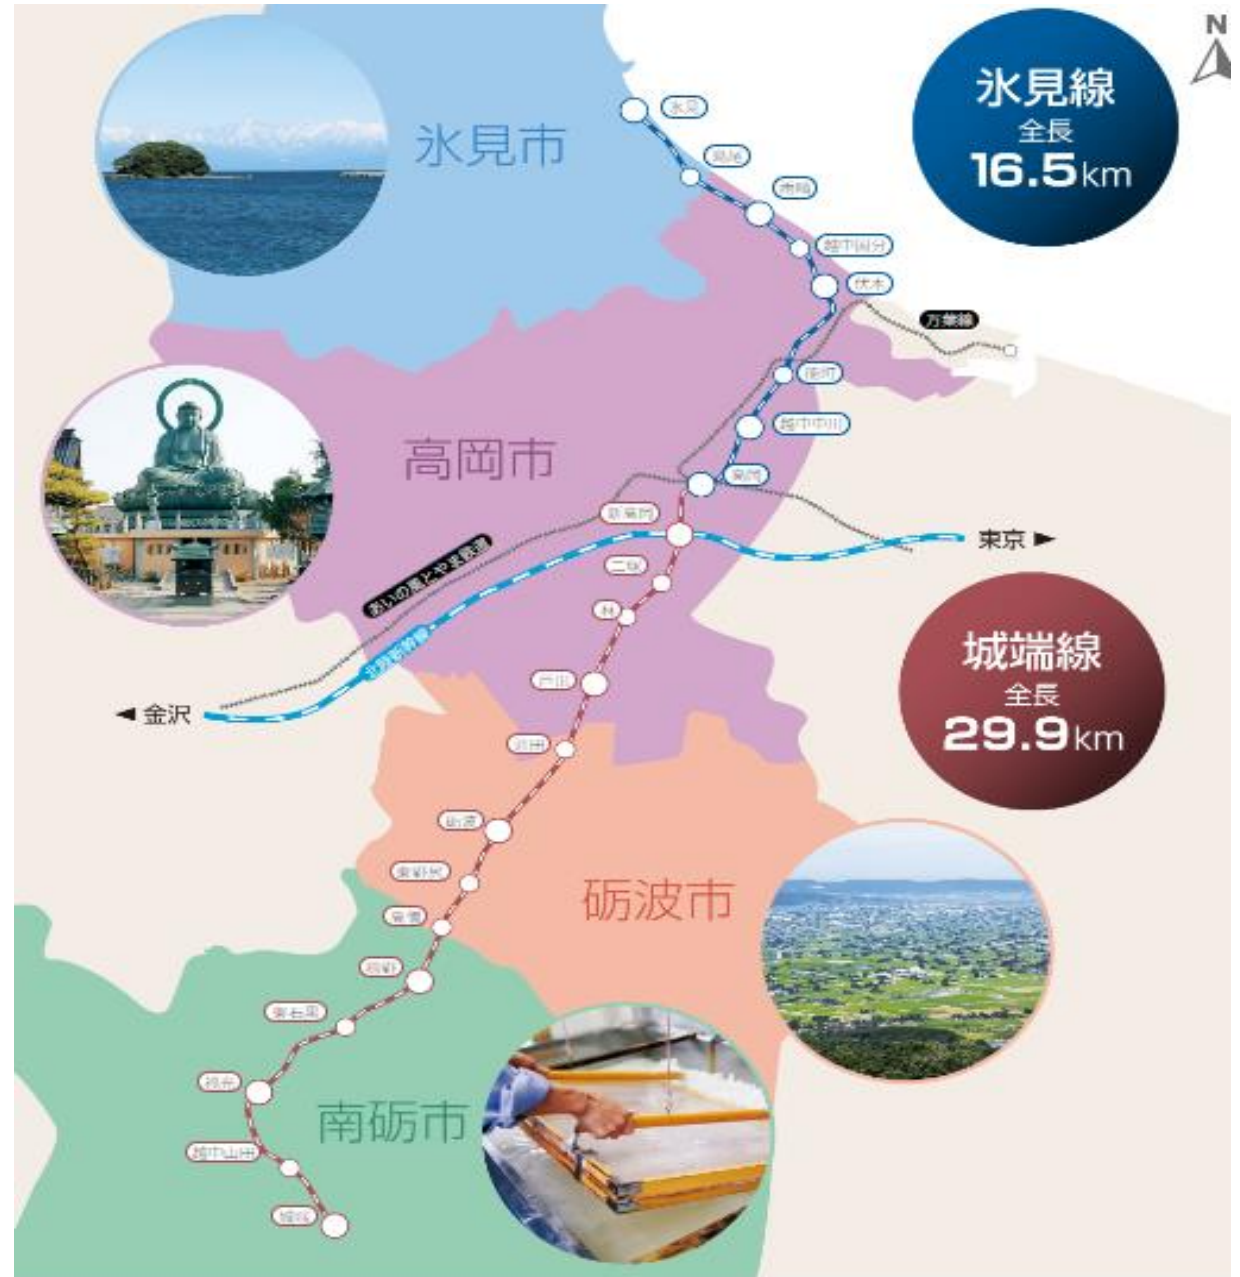 N
氷見線
全長
16.5km
氷見
氷見市
島尾
雨晴
越中国分
伏木
万葉線
能町
越中中川
高岡市
高岡
新高岡
東京 ►
あいの風とやま鉄道
二塚
林
北陸新幹線
城端線
全長
29.9km
戸出
◄ 金沢
油田
砺波
東野尻
砺波市
高儀
福野
東石黒
福光
南砺市
越中山田
城端